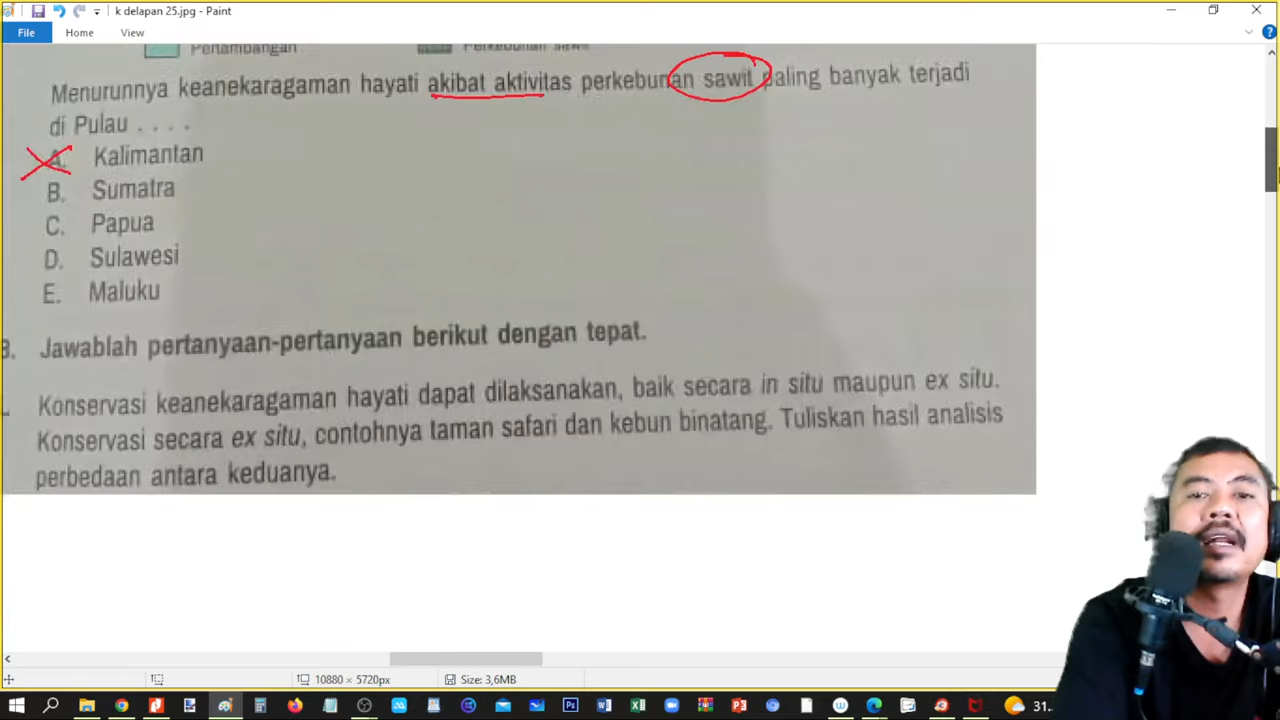 k delapan 25.jpg - Paint
File Home View
Pertambangan Perkebunan sawit
Menurunnya keanekaragaman hayati akibat aktivitas perkebunan sawit paling banyak terjadi
di Pulau . . . .
A. Kalimantan
B. Sumatra
C. Papua
D. Sulawesi
E. Maluku
B. Jawablah pertanyaan-pertanyaan berikut dengan tepat.
Konservasi keanekaragaman hayati dapat dilaksanakan, baik secara in situ maupun ex situ.
Konservasi secara ex situ, contohnya taman safari dan kebun binatang. Tuliskan hasil analisis
perbedaan antara keduanya.
10880 × 5720px Size: 3,6MB
31..